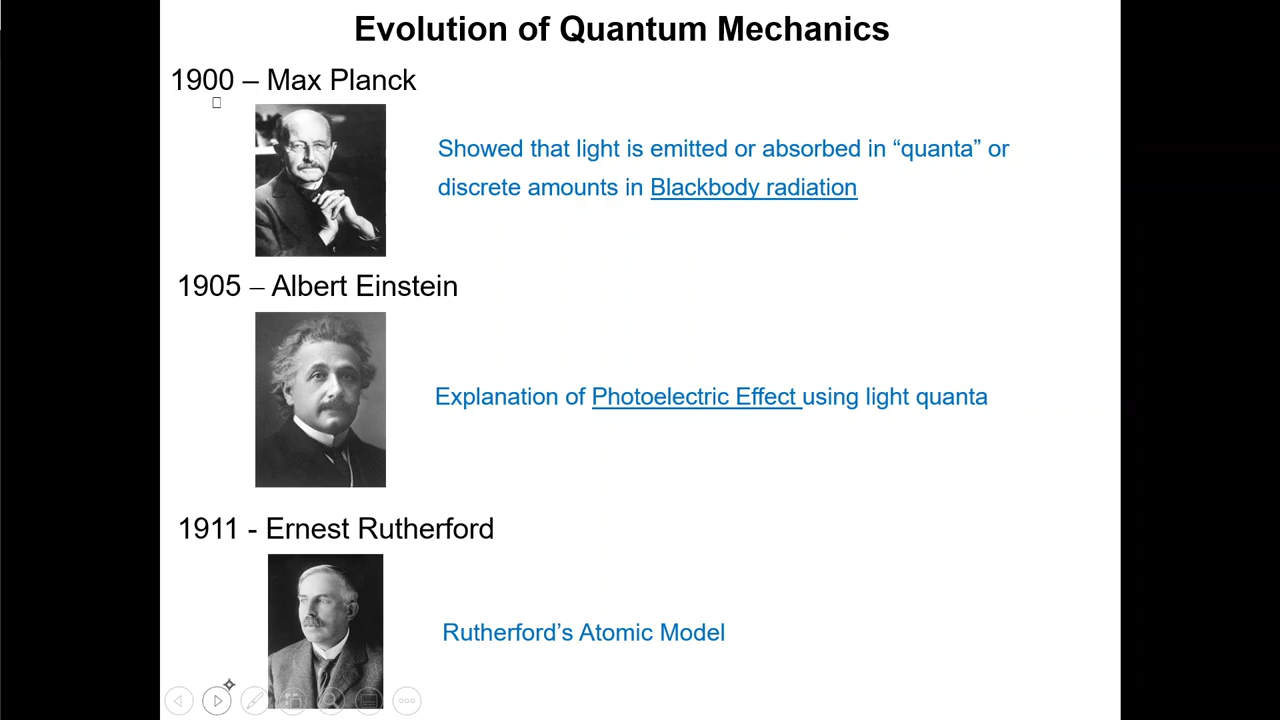 Evolution of Quantum Mechanics
1900 – Max Planck
Showed that light is emitted or absorbed in “quanta” or
discrete amounts in Blackbody radiation
1905 – Albert Einstein
Explanation of Photoelectric Effect using light quanta
1911 - Ernest Rutherford
Rutherford’s Atomic Model